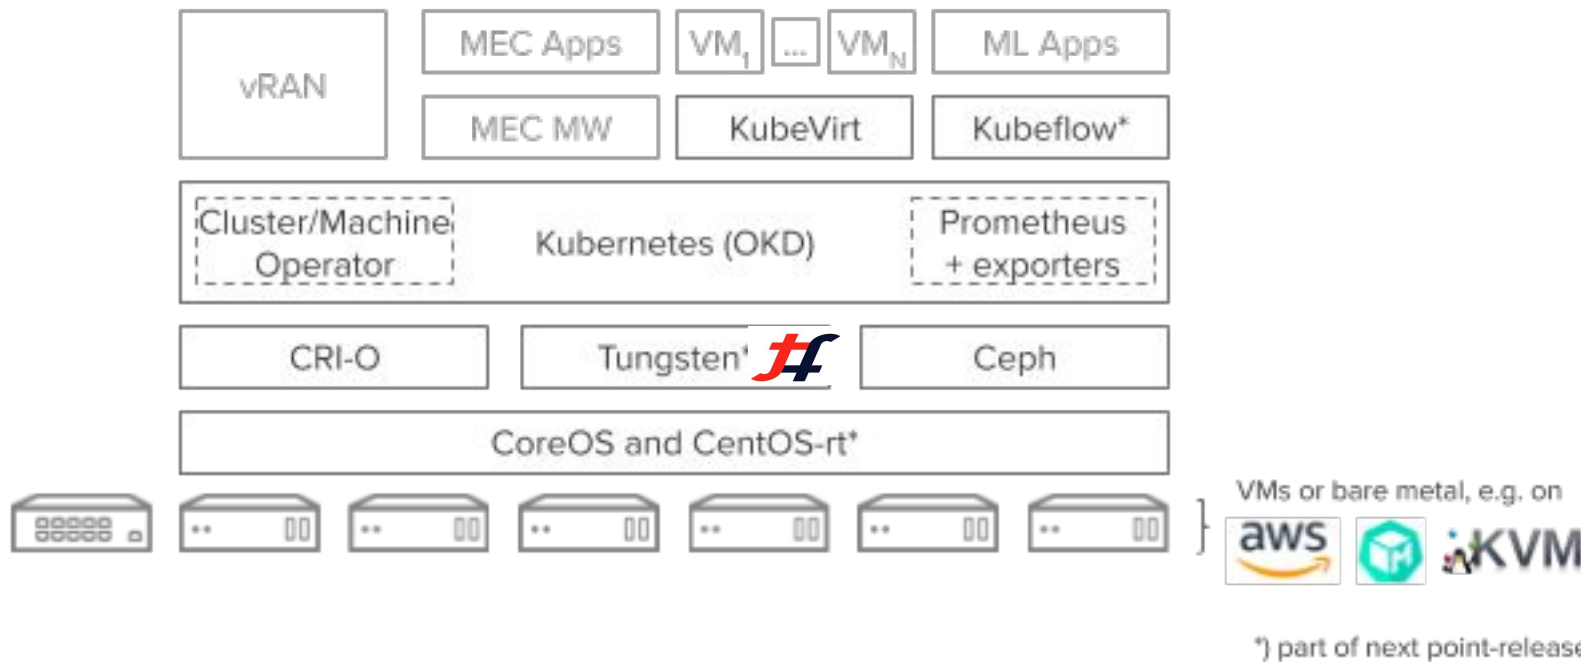 vRAN
MEC Apps
VM1
...
VMN
ML Apps
MEC MW
KubeVirt
Kubeflow*
Cluster/Machine
Operator
Kubernetes (OKD)
Prometheus
+ exporters
CRI-O
Tungsten*
Ceph
CoreOS and CentOS-rt*
VMs or bare metal, e.g. on
aws
KVM
*) part of next point-release